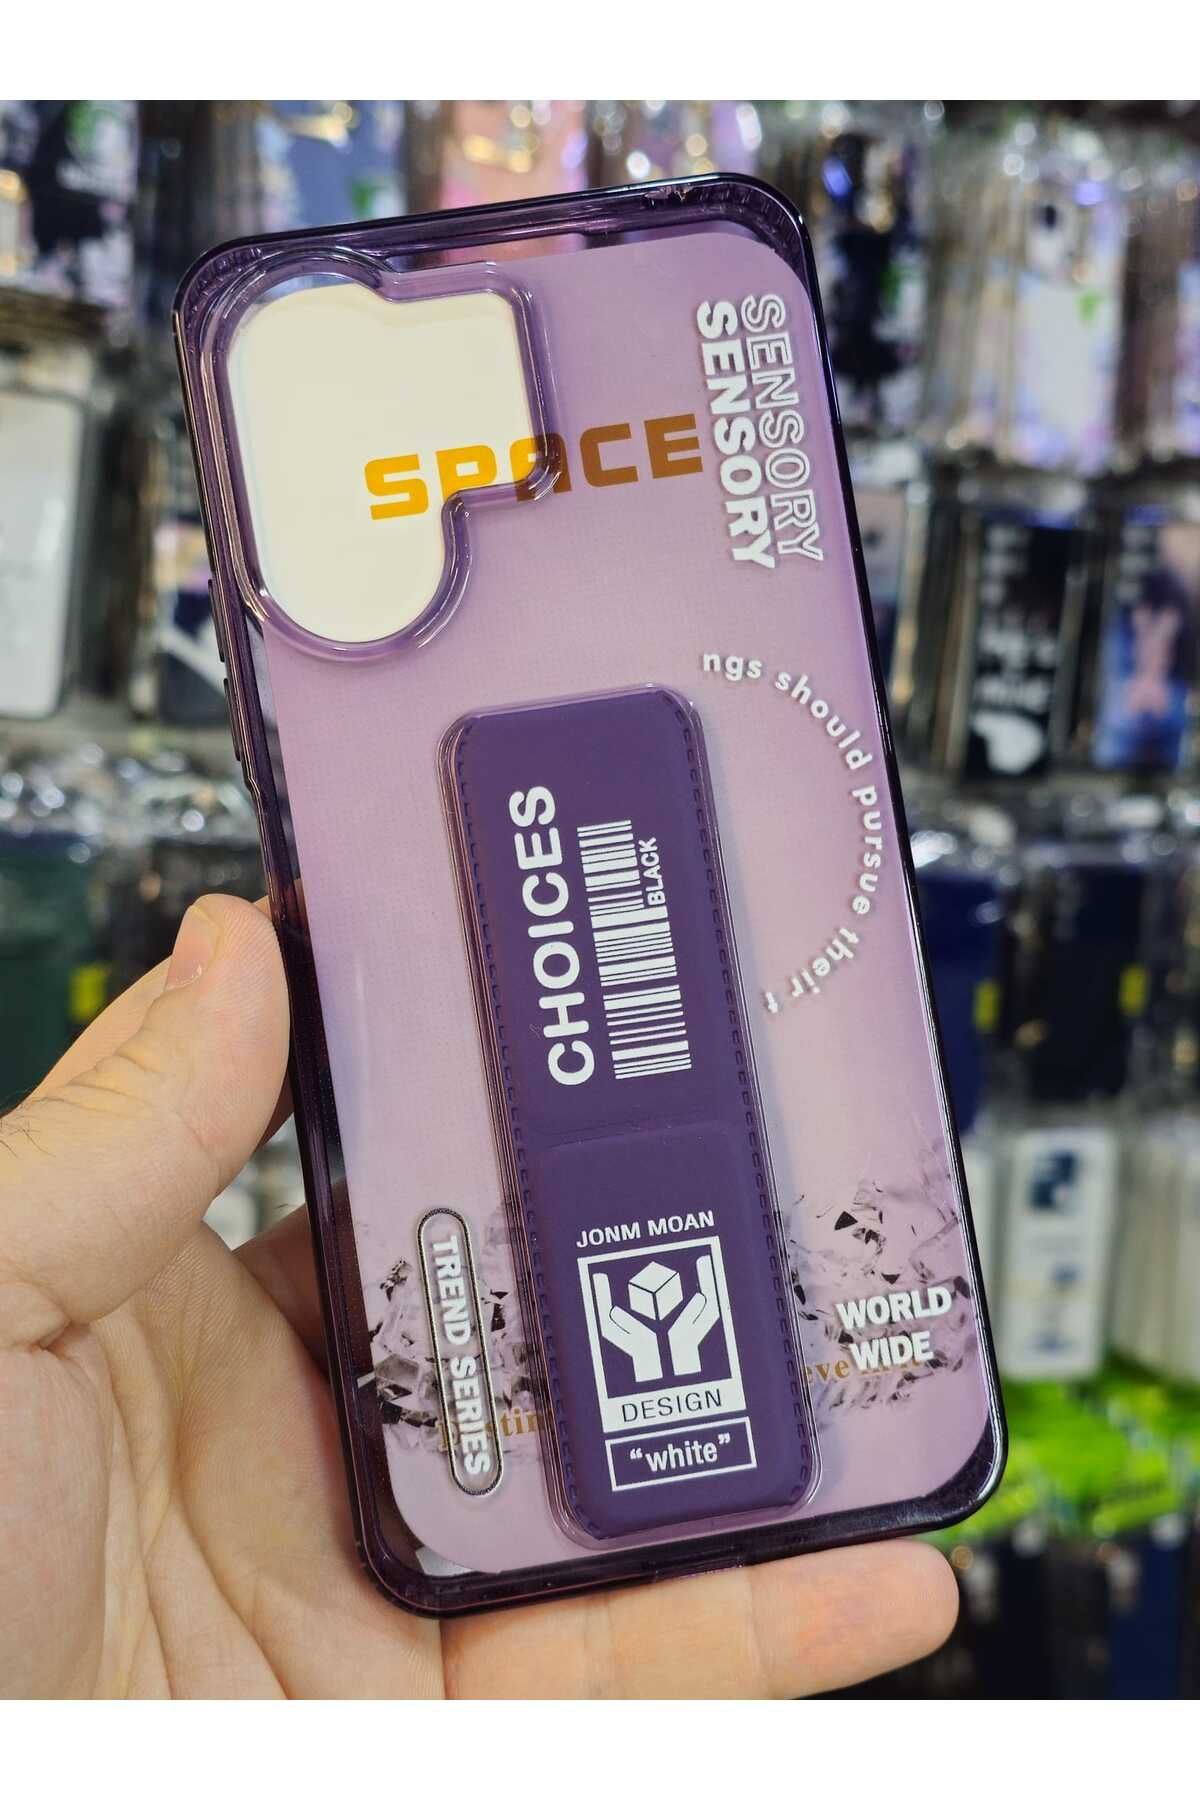 SPACE
SENSORY
SENSORY
ngs should pursue their f
CHOICES
BLACK
JONM MOAN
DESIGN
"white"
TREND SERIES
WORLD
WIDE